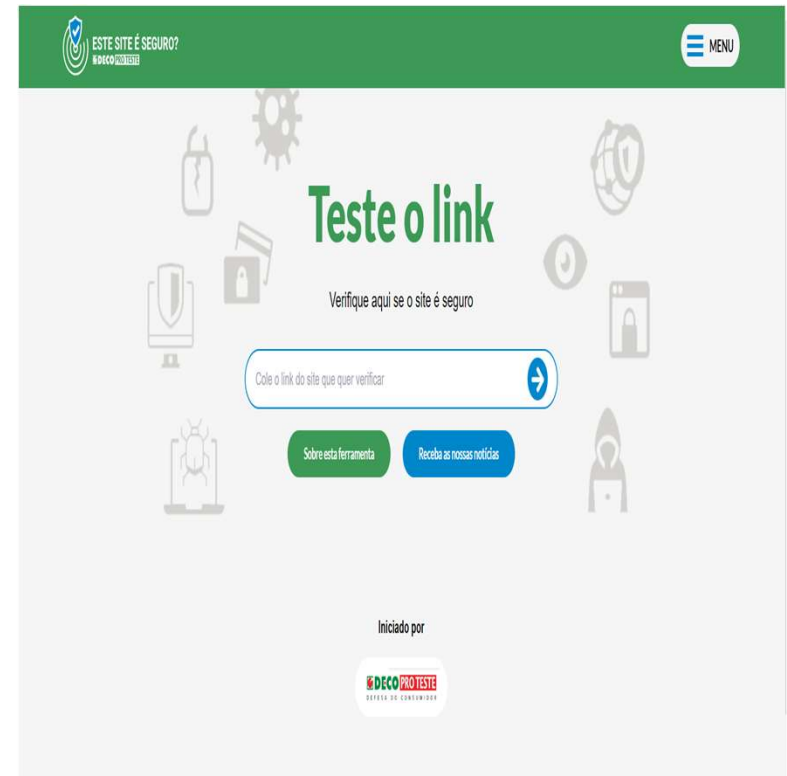 ESTE SITE É SEGURO?
DECO PROTESTE
MENU
Teste o link
Verifique aqui se o site é seguro
Cole o link do site que quer verificar
Sobre esta ferramenta
Receba as nossas notícias
Iniciado por
DECO PROTESTE
DEFESA DO CONSUMIDOR